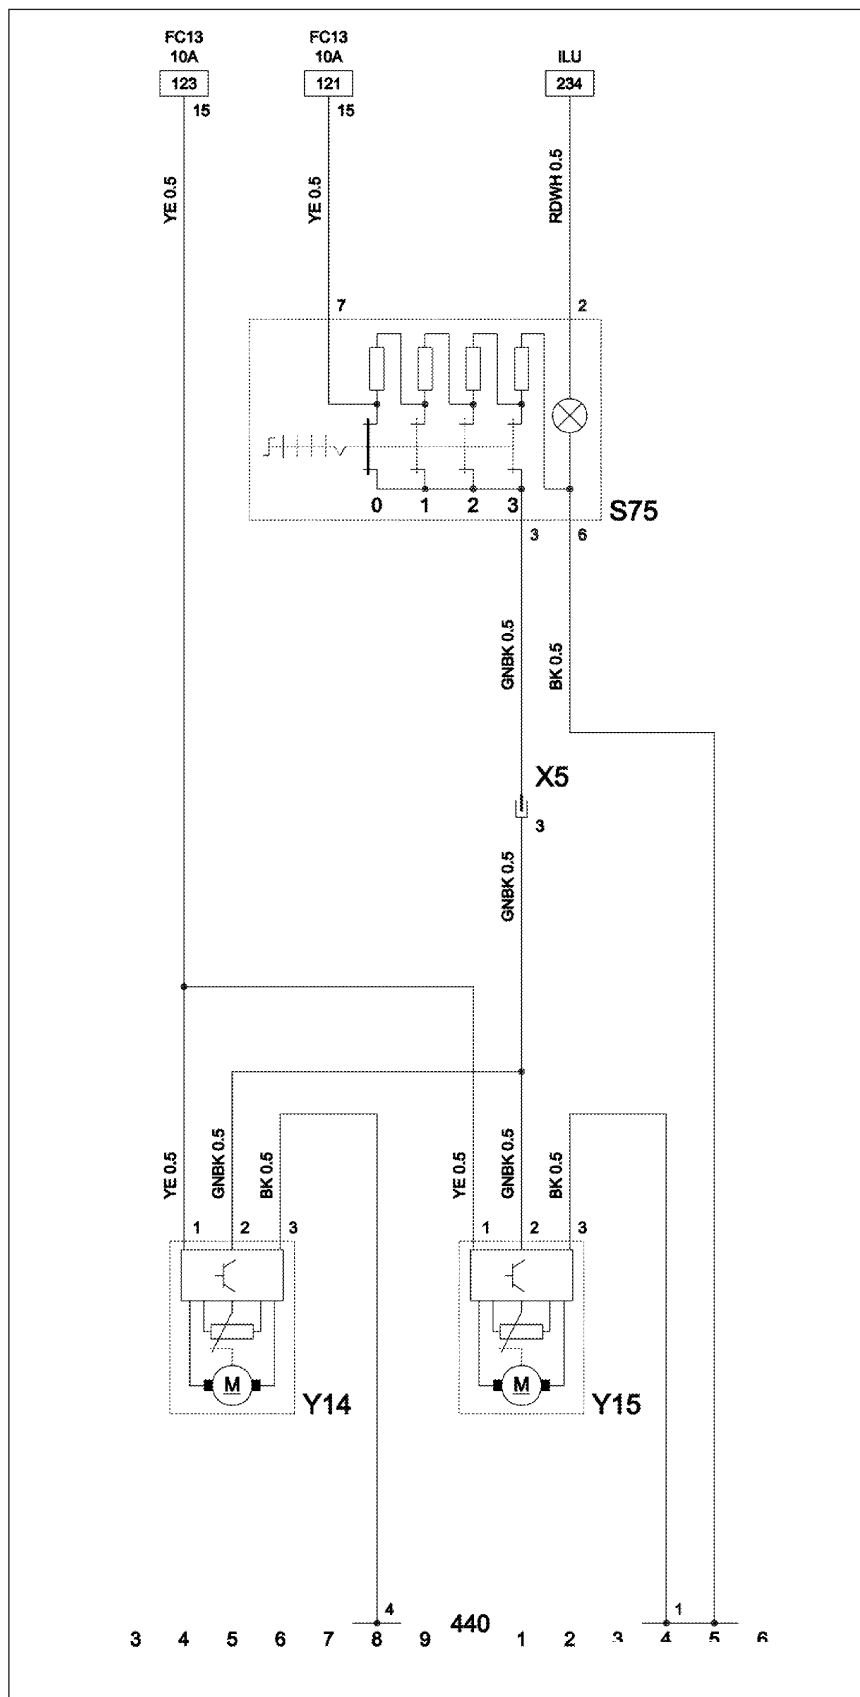 FC13 FC13
10A 10A ILU
123 121 234
15 15
YE 0.5 YE 0.5 RDWH 0.5
7 2
0 1 2 3 S75
3 6
GNBK 0.5 BK 0.5
X5
3
GNBK 0.5
YE 0.5 GNBK 0.5 BK 0.5 YE 0.5 GNBK 0.5 BK 0.5
1 2 3 1 2 3
M Y14 M Y15
4 440 1
3 4 5 6 7 8 9 1 2 3 4 5 6